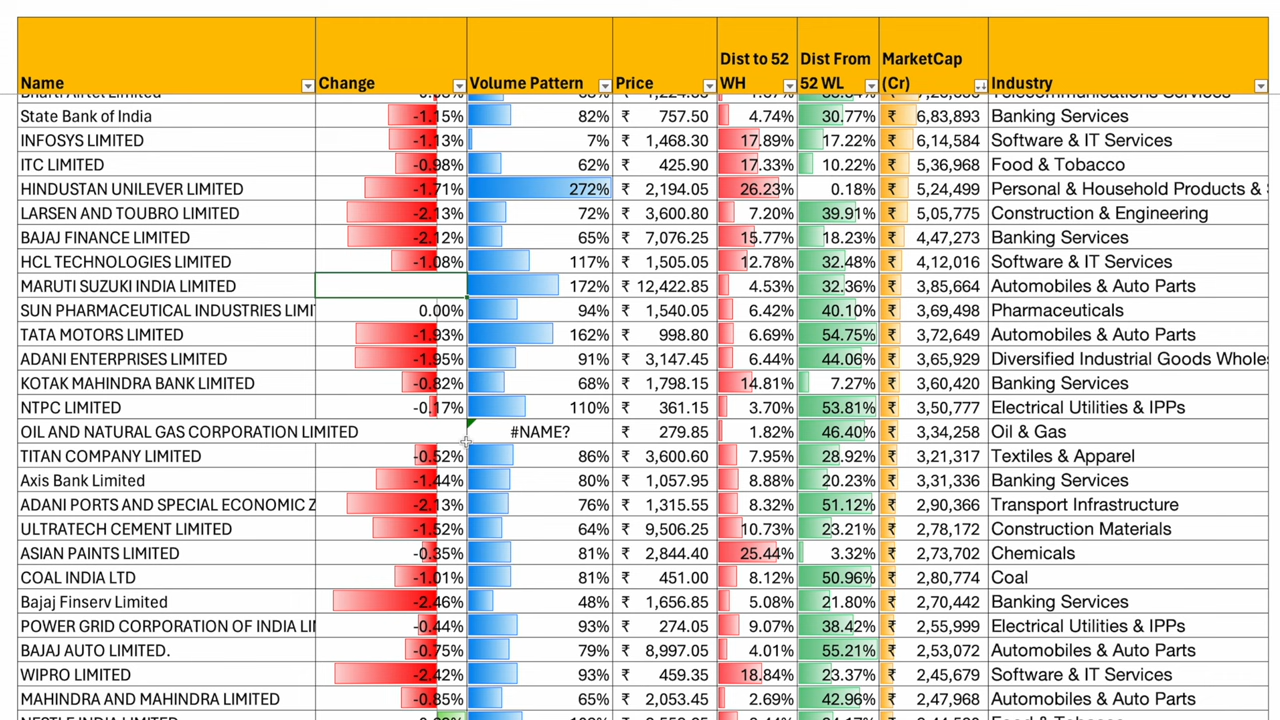 Name Change Volume Pattern Price Dist to 52 WH Dist From 52 WL MarketCap (Cr) Industry
Bharti Airtel Limited
State Bank of India -1.15% 82% ₹ 757.50 4.74% 30.77% ₹ 6,83,893 Banking Services
INFOSYS LIMITED -1.13% 7% ₹ 1,468.30 17.89% 17.22% ₹ 6,14,584 Software & IT Services
ITC LIMITED -0.98% 62% ₹ 425.90 17.33% 10.22% ₹ 5,36,968 Food & Tobacco
HINDUSTAN UNILEVER LIMITED -1.71% 272% ₹ 2,194.05 26.23% 0.18% ₹ 5,24,499 Personal & Household Products &
LARSEN AND TOUBRO LIMITED -2.13% 72% ₹ 3,600.80 7.20% 39.91% ₹ 5,05,775 Construction & Engineering
BAJAJ FINANCE LIMITED -2.12% 65% ₹ 7,076.25 15.77% 18.23% ₹ 4,47,273 Banking Services
HCL TECHNOLOGIES LIMITED -1.08% 117% ₹ 1,505.05 12.78% 32.48% ₹ 4,12,016 Software & IT Services
MARUTI SUZUKI INDIA LIMITED 172% ₹ 12,422.85 4.53% 32.36% ₹ 3,85,664 Automobiles & Auto Parts
SUN PHARMACEUTICAL INDUSTRIES LIMI 0.00% 94% ₹ 1,540.05 6.42% 40.10% ₹ 3,69,498 Pharmaceuticals
TATA MOTORS LIMITED -1.93% 162% ₹ 998.80 6.69% 54.75% ₹ 3,72,649 Automobiles & Auto Parts
ADANI ENTERPRISES LIMITED -1.95% 91% ₹ 3,147.45 6.44% 44.06% ₹ 3,65,929 Diversified Industrial Goods Wholes
KOTAK MAHINDRA BANK LIMITED -0.82% 68% ₹ 1,798.15 14.81% 7.27% ₹ 3,60,420 Banking Services
NTPC LIMITED -0.17% 110% ₹ 361.15 3.70% 53.81% ₹ 3,50,777 Electrical Utilities & IPPs
OIL AND NATURAL GAS CORPORATION LIMITED #NAME? ₹ 279.85 1.82% 46.40% ₹ 3,34,258 Oil & Gas
TITAN COMPANY LIMITED -0.52% 86% ₹ 3,600.60 7.95% 28.92% ₹ 3,21,317 Textiles & Apparel
Axis Bank Limited -1.44% 80% ₹ 1,057.95 8.88% 20.23% ₹ 3,31,336 Banking Services
ADANI PORTS AND SPECIAL ECONOMIC Z -2.13% 76% ₹ 1,315.55 8.32% 51.12% ₹ 2,90,366 Transport Infrastructure
ULTRATECH CEMENT LIMITED -1.52% 64% ₹ 9,506.25 10.73% 23.21% ₹ 2,78,172 Construction Materials
ASIAN PAINTS LIMITED -0.35% 81% ₹ 2,844.40 25.44% 3.32% ₹ 2,73,702 Chemicals
COAL INDIA LTD -1.01% 81% ₹ 451.00 8.12% 50.96% ₹ 2,80,774 Coal
Bajaj Finserv Limited -2.46% 48% ₹ 1,656.85 5.08% 21.80% ₹ 2,70,442 Banking Services
POWER GRID CORPORATION OF INDIA LI -0.44% 93% ₹ 274.05 9.07% 38.42% ₹ 2,55,999 Electrical Utilities & IPPs
BAJAJ AUTO LIMITED. -0.75% 79% ₹ 8,997.05 4.01% 55.21% ₹ 2,53,072 Automobiles & Auto Parts
WIPRO LIMITED -2.42% 93% ₹ 459.35 18.84% 23.37% ₹ 2,45,679 Software & IT Services
MAHINDRA AND MAHINDRA LIMITED -0.85% 65% ₹ 2,053.45 2.69% 42.96% ₹ 2,47,968 Automobiles & Auto Parts